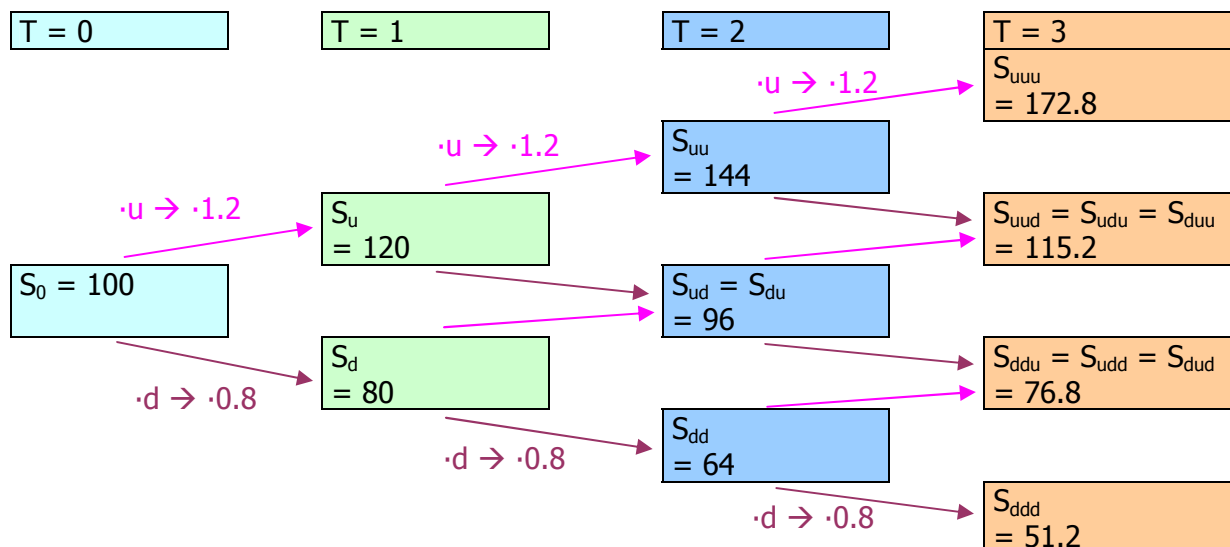 T = 0
T = 1
T = 2
T = 3
·u → ·1.2
S_uuu
= 172.8
·u → ·1.2
S_uu
= 144
·u → ·1.2
S_u
= 120
S_uud = S_udu = S_duu
= 115.2
S_0 = 100
S_ud = S_du
= 96
S_d
= 80
S_ddu = S_udd = S_dud
= 76.8
·d → ·0.8
S_dd
= 64
·d → ·0.8
S_ddd
= 51.2
·d → ·0.8